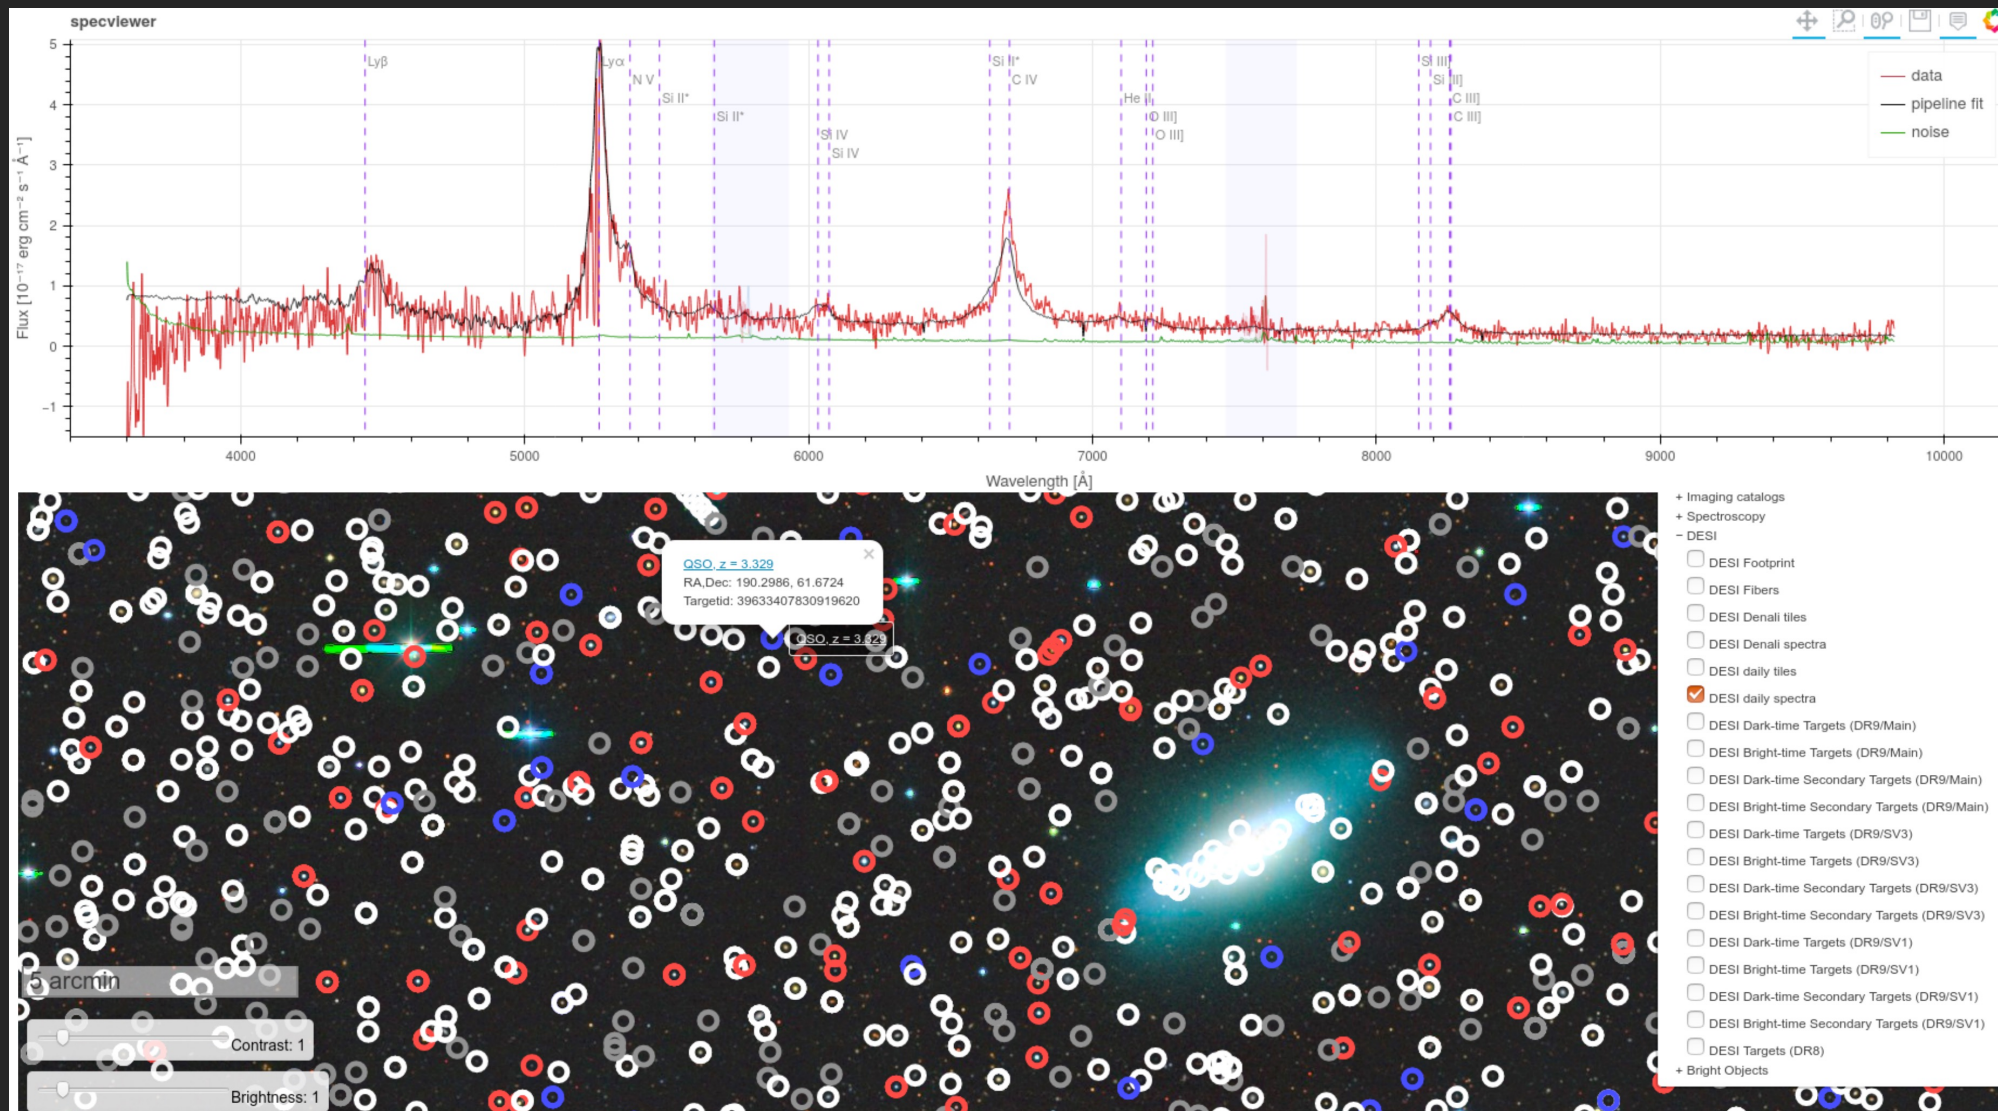 specviewer
5
4
3
2
1
0
−1
Flux [10⁻¹⁷ erg cm⁻² s⁻¹ Å⁻¹]
Lyβ
Lyα
N V
Si II*
Si II*
Si IV
Si IV
Si II*
C IV
He II
O III]
O III]
Si III]
Si III]
C III]
C III]
data
pipeline fit
noise
4000
5000
6000
7000
8000
9000
10000
Wavelength [Å]
QSO, z = 3.329
RA,Dec: 190.2986, 61.6724
Targetid: 39633407830919620
×
QSO, z = 3.329
5 arcmin
Contrast: 1
Brightness: 1
+ Imaging catalogs
+ Spectroscopy
− DESI
DESI Footprint
DESI Fibers
DESI Denali tiles
DESI Denali spectra
DESI daily tiles
DESI daily spectra
DESI Dark-time Targets (DR9/Main)
DESI Bright-time Targets (DR9/Main)
DESI Dark-time Secondary Targets (DR9/Main)
DESI Bright-time Secondary Targets (DR9/Main)
DESI Dark-time Targets (DR9/SV3)
DESI Bright-time Targets (DR9/SV3)
DESI Dark-time Secondary Targets (DR9/SV3)
DESI Bright-time Secondary Targets (DR9/SV3)
DESI Dark-time Targets (DR9/SV1)
DESI Bright-time Targets (DR9/SV1)
DESI Dark-time Secondary Targets (DR9/SV1)
DESI Bright-time Secondary Targets (DR9/SV1)
DESI Targets (DR8)
+ Bright Objects